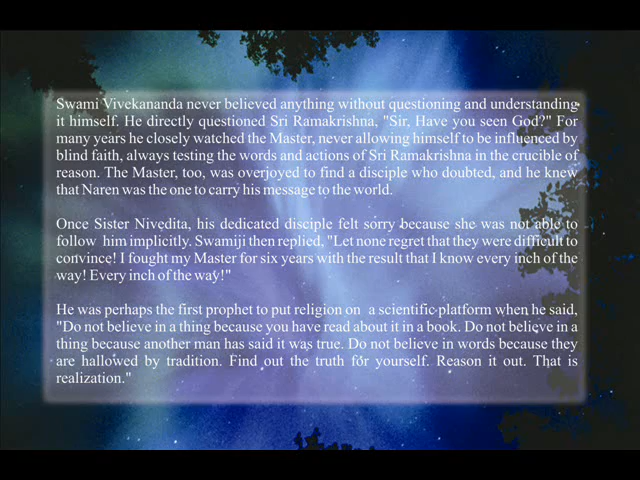 Swami Vivekananda never believed anything without questioning and understanding
it himself. He directly questioned Sri Ramakrishna, "Sir, Have you seen God?" For
many years he closely watched the Master, never allowing himself to be influenced by
blind faith, always testing the words and actions of Sri Ramakrishna in the crucible of
reason. The Master, too, was overjoyed to find a disciple who doubted, and he knew
that Naren was the one to carry his message to the world.
Once Sister Nivedita, his dedicated disciple felt sorry because she was not able to
follow him implicitly. Swamiji then replied, "Let none regret that they were difficult to
convince! I fought my Master for six years with the result that I know every inch of the
way! Every inch of the way!"
He was perhaps the first prophet to put religion on a scientific platform when he said,
"Do not believe in a thing because you have read about it in a book. Do not believe in a
thing because another man has said it was true. Do not believe in words because they
are hallowed by tradition. Find out the truth for yourself. Reason it out. That is
realization."